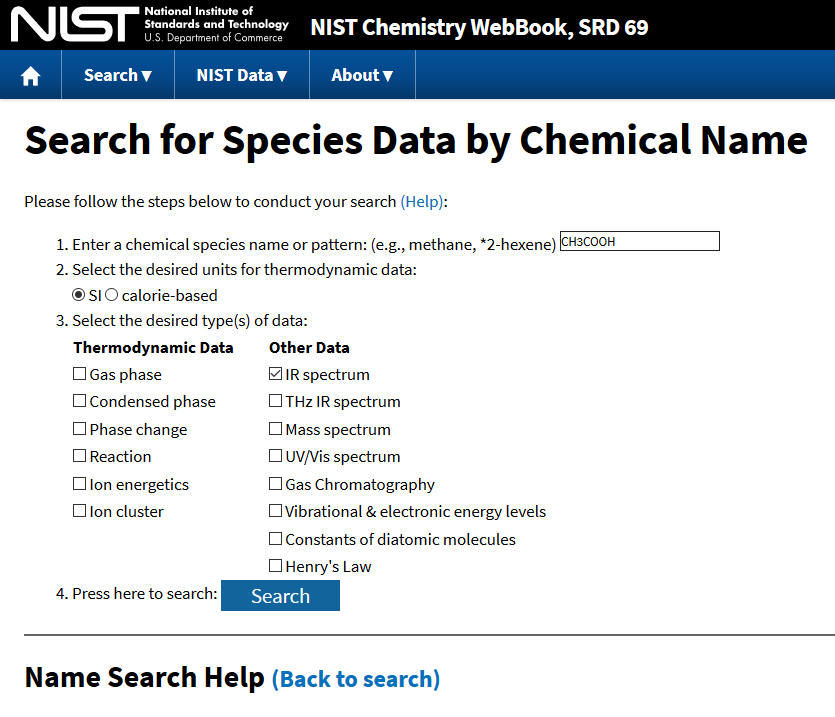 NIST National Institute of
Standards and Technology
U.S. Department of Commerce
NIST Chemistry WebBook, SRD 69
Search▼ NIST Data▼ About▼
Search for Species Data by Chemical Name
Please follow the steps below to conduct your search (Help):
1. Enter a chemical species name or pattern: (e.g., methane, *2-hexene) CH3COOH
2. Select the desired units for thermodynamic data:
SI calorie-based
3. Select the desired type(s) of data:
Thermodynamic Data Other Data
Gas phase IR spectrum
Condensed phase THz IR spectrum
Phase change Mass spectrum
Reaction UV/Vis spectrum
Ion energetics Gas Chromatography
Ion cluster Vibrational & electronic energy levels
Constants of diatomic molecules
Henry's Law
4. Press here to search: Search
Name Search Help (Back to search)